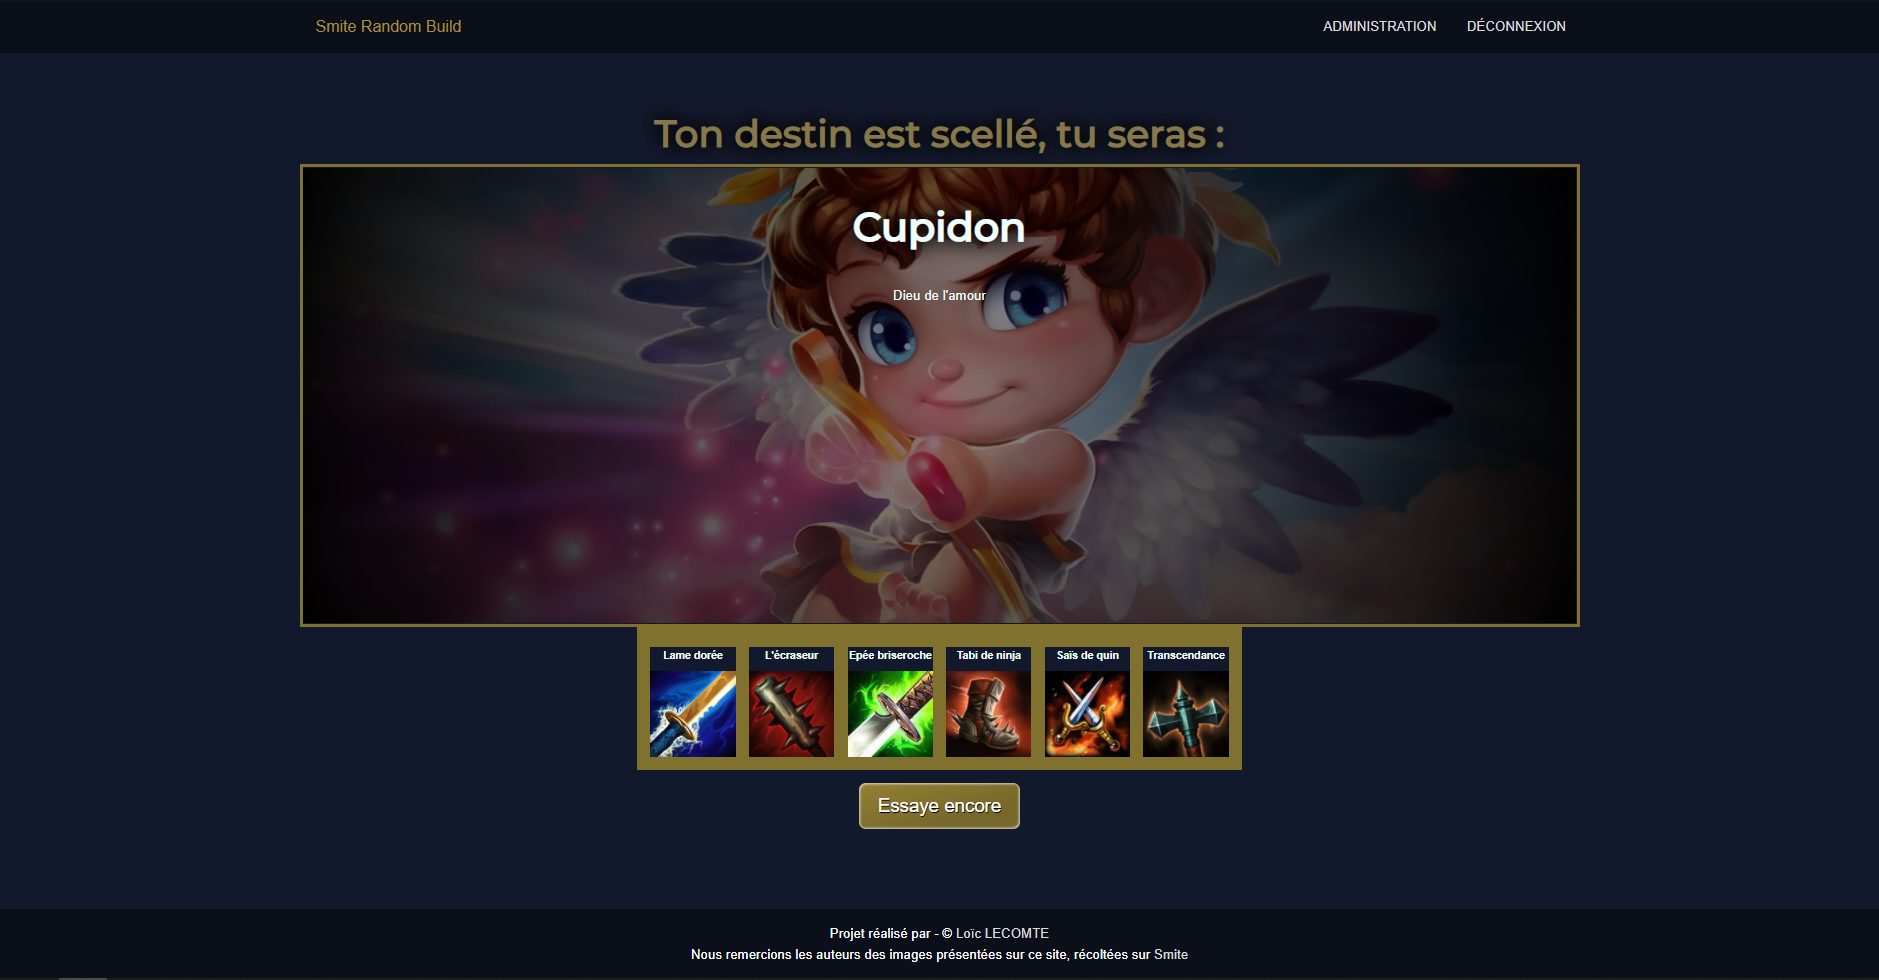 Smite Random Build
ADMINISTRATION
DÉCONNEXION
Ton destin est scellé, tu seras :
Cupidon
Dieu de l'amour
Lame dorée
L'écraseur
Epée briseroche
Tabi de ninja
Saïs de quin
Transcendance
Essaye encore
Projet réalisé par - © Loïc LECOMTE
Nous remercions les auteurs des images présentées sur ce site, récoltées sur Smite